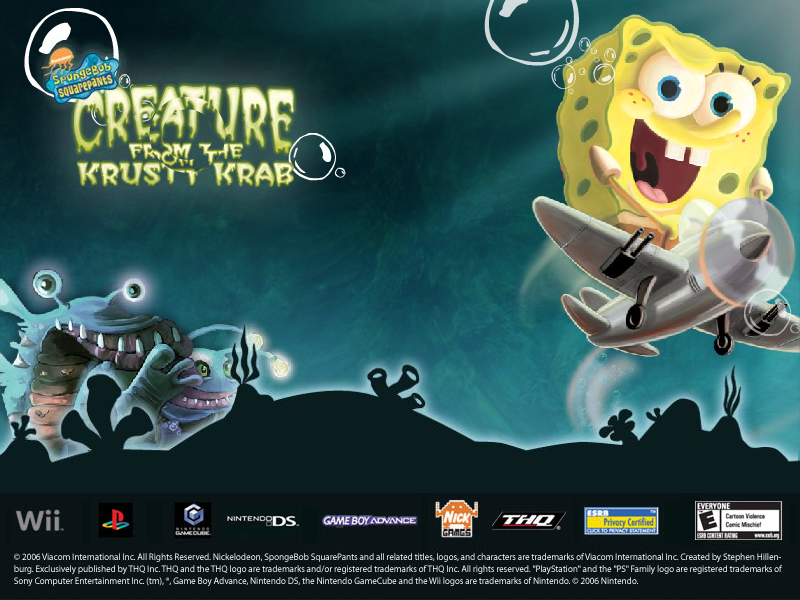 SpongeBob
SquarePants
CREATURE
FROM THE
KRUSTY KRAB
Wii
NINTENDO
GAMECUBE
NINTENDO DS
GAME BOY ADVANCE
NICK
GAMES
THQ
ESRB
Privacy Certified
CLICK TO PRIVACY STATEMENT
EVERYONE
E
Cartoon Violence
Comic Mischief
ESRB CONTENT RATING www.esrb.org
© 2006 Viacom International Inc. All Rights Reserved. Nickelodeon, SpongeBob SquarePants and all related titles, logos, and characters are trademarks of Viacom International Inc. Created by Stephen Hillen-
burg. Exclusively published by THQ Inc. THQ and the THQ logo are trademarks and/or registered trademarks of THQ Inc. All rights reserved. "PlayStation" and the "PS" Family logo are registered trademarks of
Sony Computer Entertainment Inc. (tm), ®, Game Boy Advance, Nintendo DS, the Nintendo GameCube and the Wii logos are trademarks of Nintendo. © 2006 Nintendo.